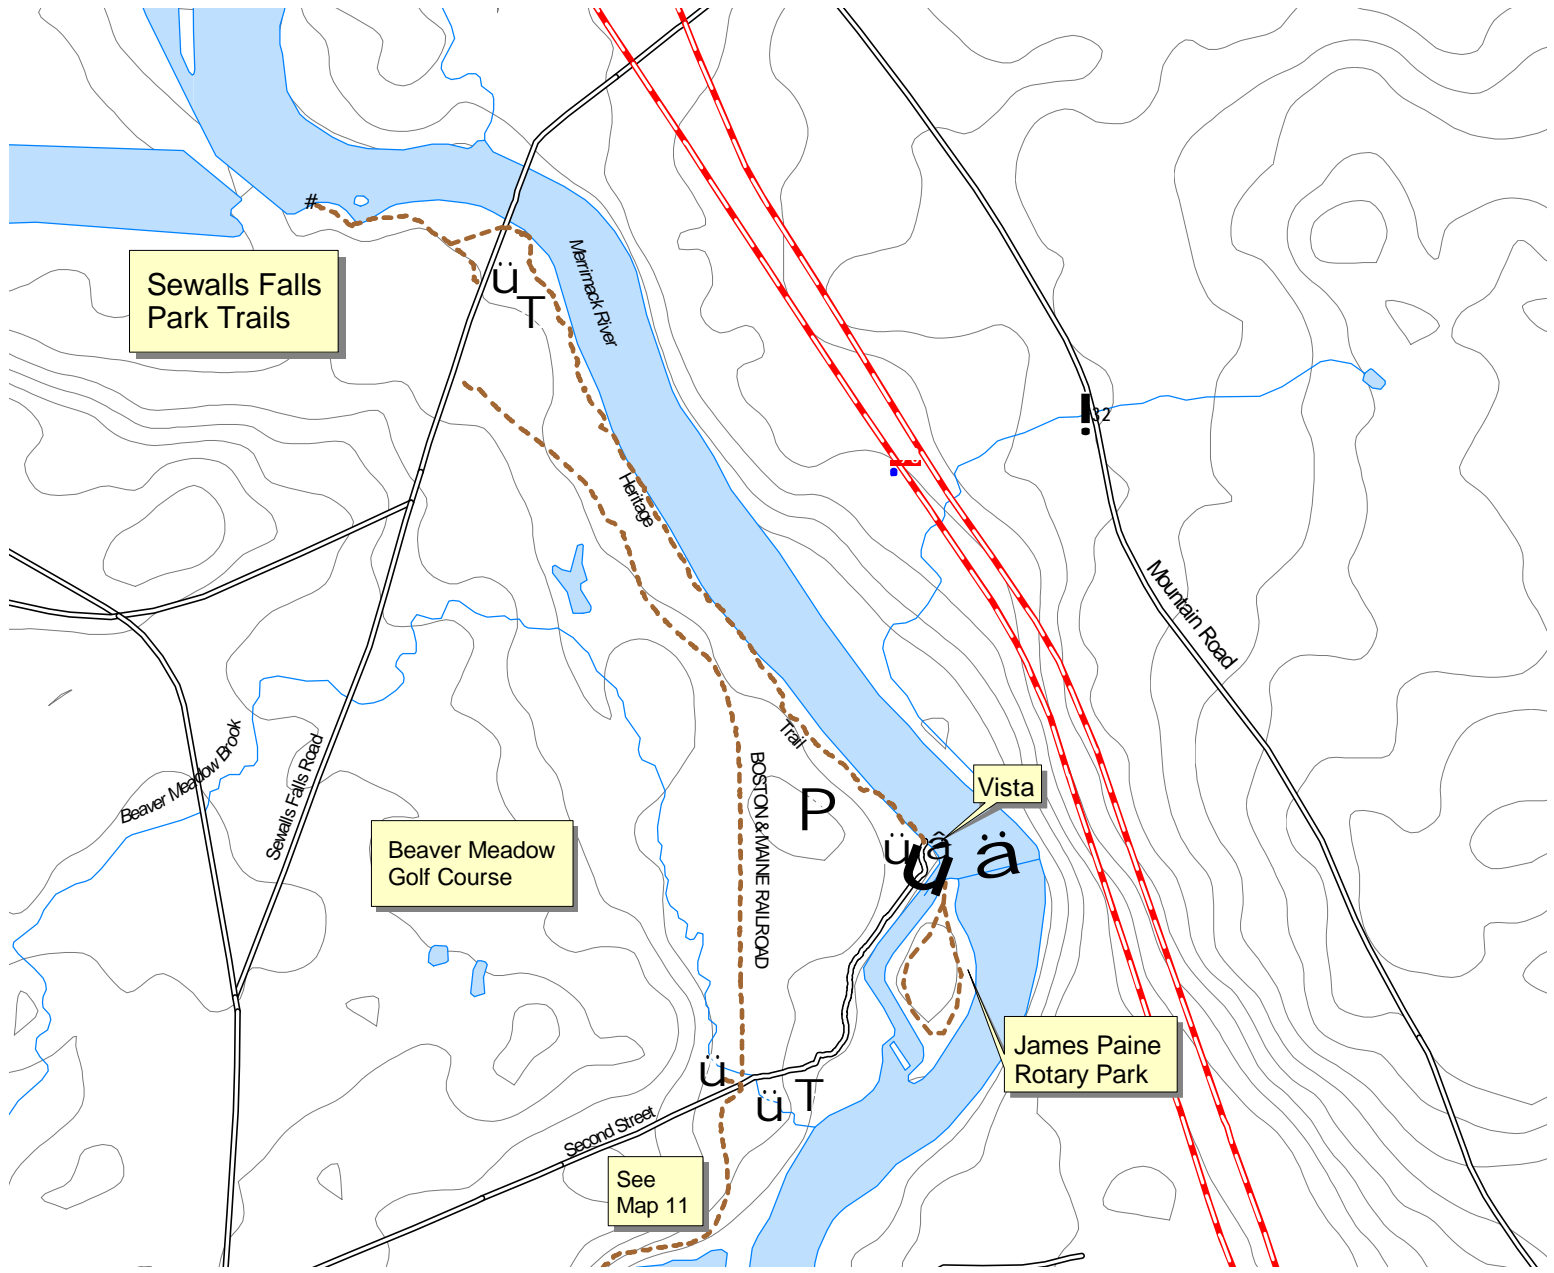 #
Sewalls Falls
Park Trails
ü
T
Merrimack River
!
32
Heritage
Mountain Road
Trail
Beaver Meadow Brook
Sewalls Falls Road
BOSTON & MAINE RAILROAD
Vista
P
Beaver Meadow
Golf Course
ü
â
ų
ä
James Paine
Rotary Park
ü
ü
T
Second Street
See
Map 11